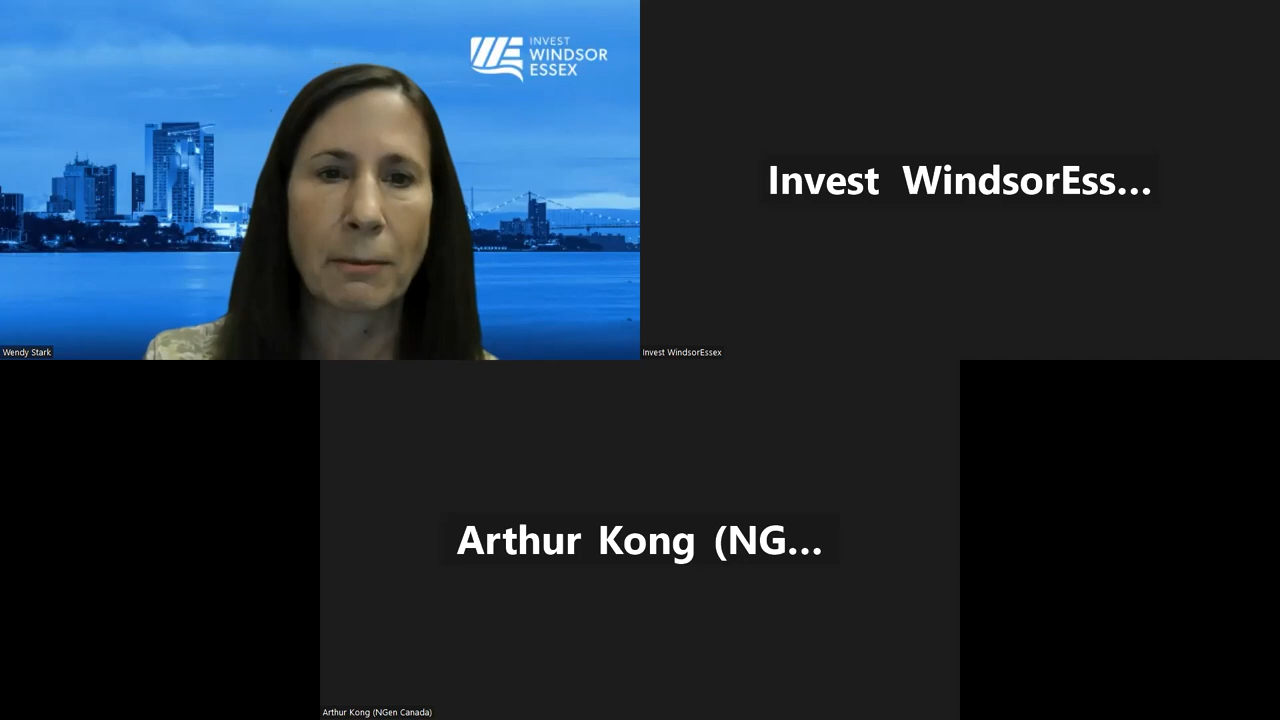 INVEST
WINDSOR
ESSEX
Wendy Stark
Invest WindsorEss...
Invest WindsorEssex
Arthur Kong (NG...
Arthur Kong (NGen Canada)